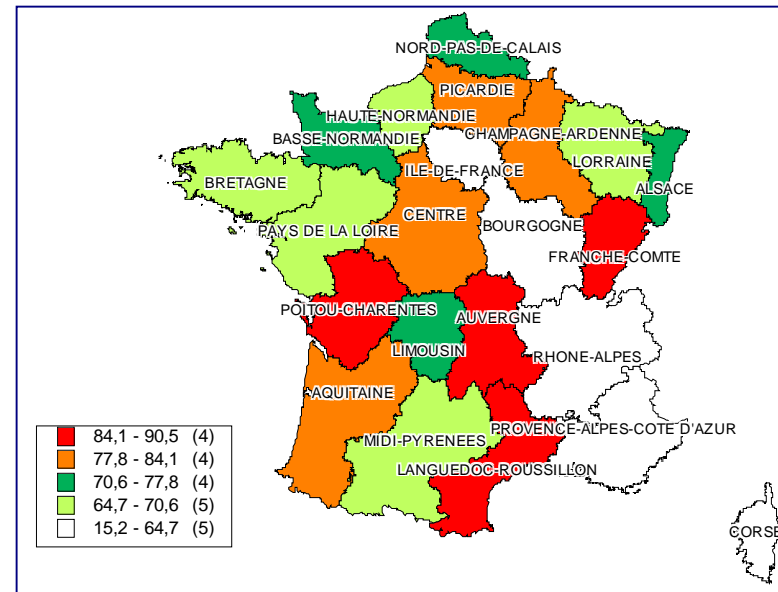 NORD-PAS-DE-CALAIS
PICARDIE
HAUTE-NORMANDIE
BASSE-NORMANDIE
CHAMPAGNE-ARDENNE
LORRAINE
ILE-DE-FRANCE
ALSACE
BRETAGNE
CENTRE
BOURGOGNE
PAYS DE LA LOIRE
FRANCHE-COMTE
POITOU-CHARENTES
AUVERGNE
LIMOUSIN
RHONE-ALPES
AQUITAINE
PROVENCE-ALPES-COTE D'AZUR
MIDI-PYRENEES
LANGUEDOC-ROUSSILLON
CORSE
84,1 - 90,5 (4)
77,8 - 84,1 (4)
70,6 - 77,8 (4)
64,7 - 70,6 (5)
15,2 - 64,7 (5)